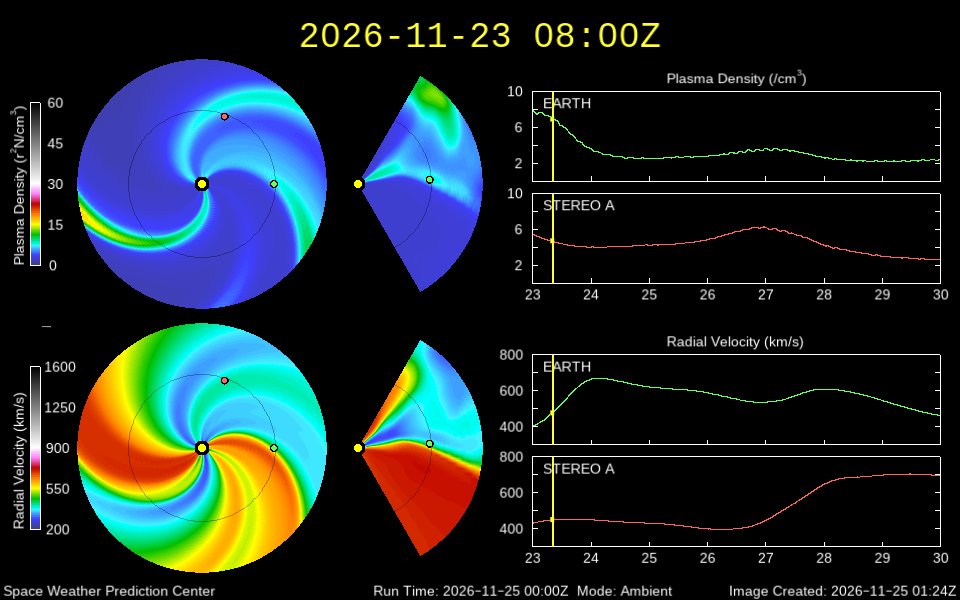 2026-11-23 08:00Z
Plasma Density (r²N/cm³)
60
45
30
15
0
Plasma Density (/cm³)
EARTH
10
6
2
STEREO A
10
6
2
23 24 25 26 27 28 29 30
Radial Velocity (km/s)
1600
1250
900
550
200
Radial Velocity (km/s)
EARTH
800
600
400
STEREO A
800
600
400
23 24 25 26 27 28 29 30
Space Weather Prediction Center Run Time: 2026-11-25 00:00Z Mode: Ambient Image Created: 2026-11-25 01:24Z